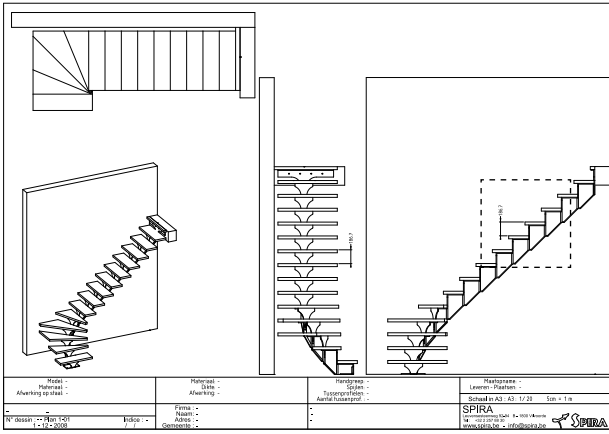 186.7
186.7
Model -
Materiaal -
Afwerking op staal -
Materiaal -
Dikte -
Afwerking -
Handgreep -
Spijlen -
Tussenprofielen -
Aantal tussenprof. -
Maatopname -
Leveren - Plaatsen -
Schaal in A3 : A3: 1/ 20 5cm = 1 m
N° dessin : -- Plan 1-01 Indice : -
1 - 12 - 2008 / /
Firma : -
Naam : -
Adres : -
Gemeente : -
SPIRA
www.spira.be - info@spira.be
SPIRA